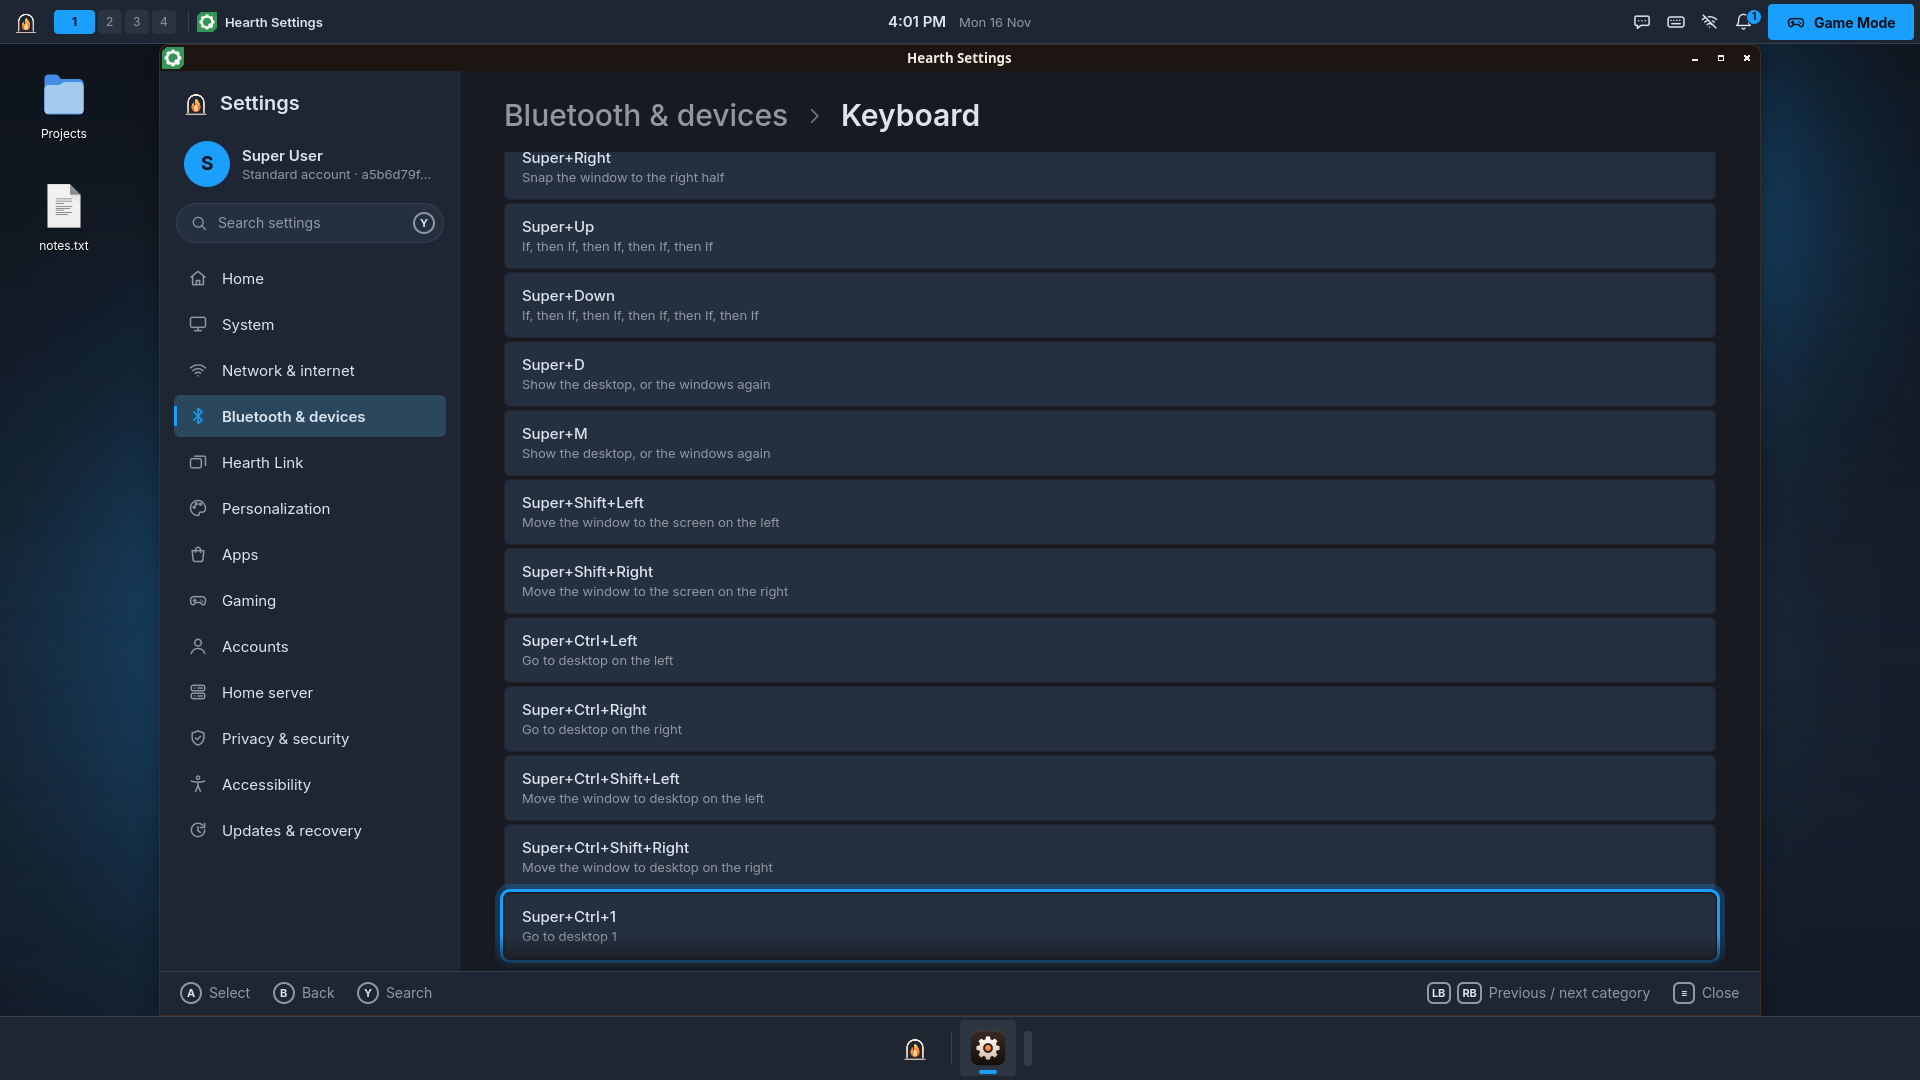 1 2 3 4 Hearth Settings 4:01 PM Mon 16 Nov 1 Game Mode
Hearth Settings
Projects
notes.txt
Settings
S Super User
Standard account · a5b6d79f...
Search settings Y
Home
System
Network & internet
Bluetooth & devices
Hearth Link
Personalization
Apps
Gaming
Accounts
Home server
Privacy & security
Accessibility
Updates & recovery
Bluetooth & devices > Keyboard
Super+Right
Snap the window to the right half
Super+Up
If, then If, then If, then If, then If
Super+Down
If, then If, then If, then If, then If, then If
Super+D
Show the desktop, or the windows again
Super+M
Show the desktop, or the windows again
Super+Shift+Left
Move the window to the screen on the left
Super+Shift+Right
Move the window to the screen on the right
Super+Ctrl+Left
Go to desktop on the left
Super+Ctrl+Right
Go to desktop on the right
Super+Ctrl+Shift+Left
Move the window to desktop on the left
Super+Ctrl+Shift+Right
Move the window to desktop on the right
Super+Ctrl+1
Go to desktop 1
A Select B Back Y Search LB RB Previous / next category Close